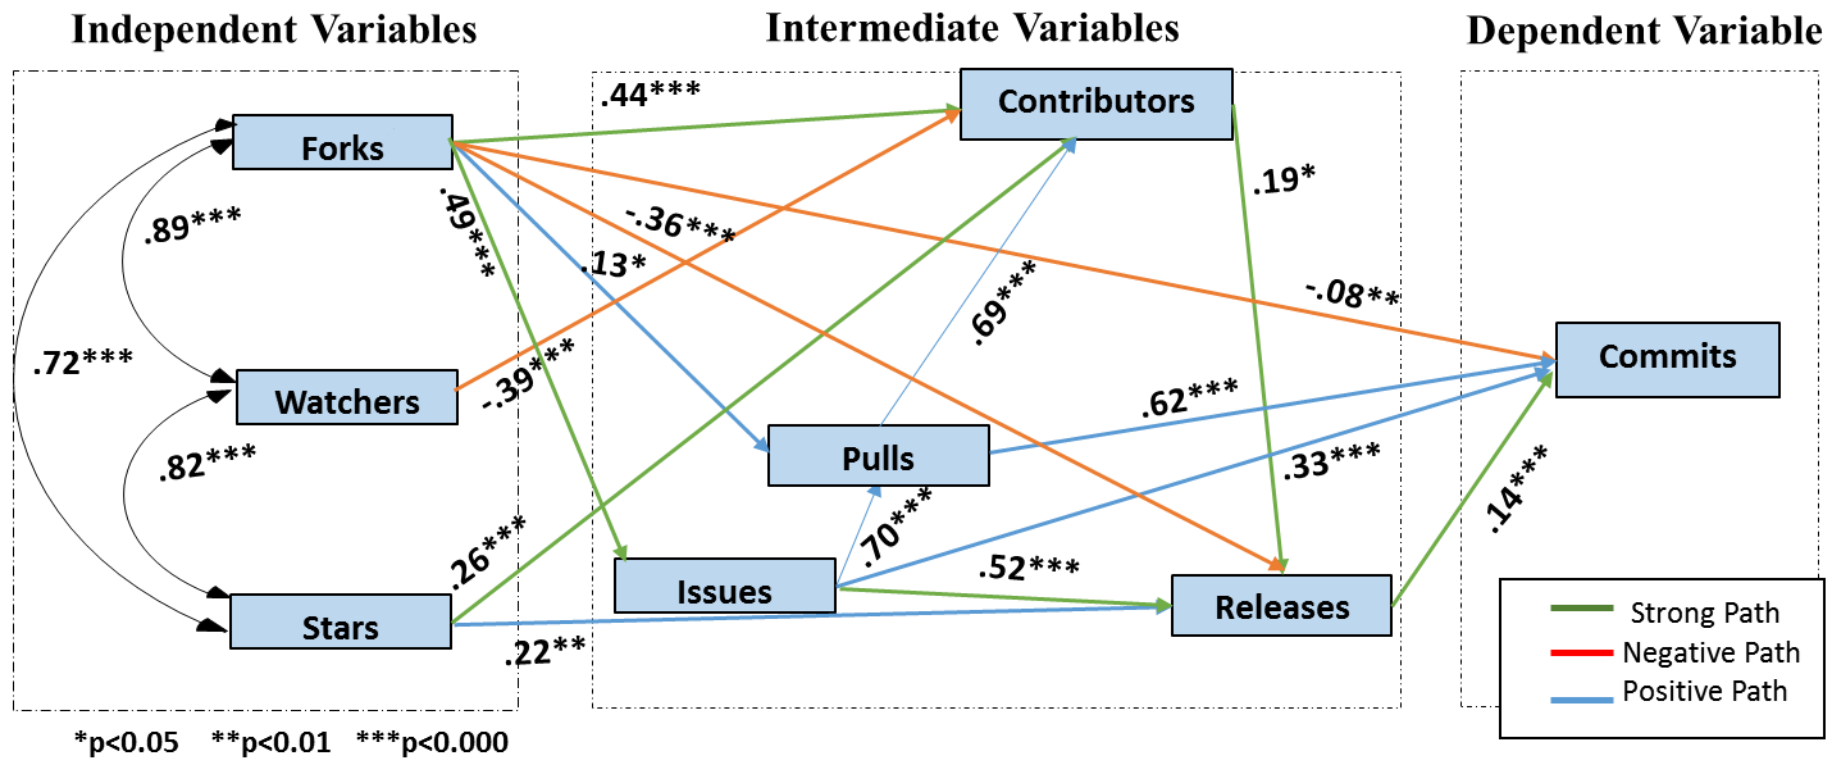 Independent Variables
Intermediate Variables
Dependent Variable
Forks
Watchers
Stars
Contributors
Pulls
Issues
Releases
Commits
.89***
.72***
.82***
.44***
.49***
-.36***
.13*
-.39***
.26***
.22**
.69***
.70***
.52***
.19*
-.08**
.62***
.33***
.14***
Strong Path
Negative Path
Positive Path
*p<0.05 **p<0.01 ***p<0.000